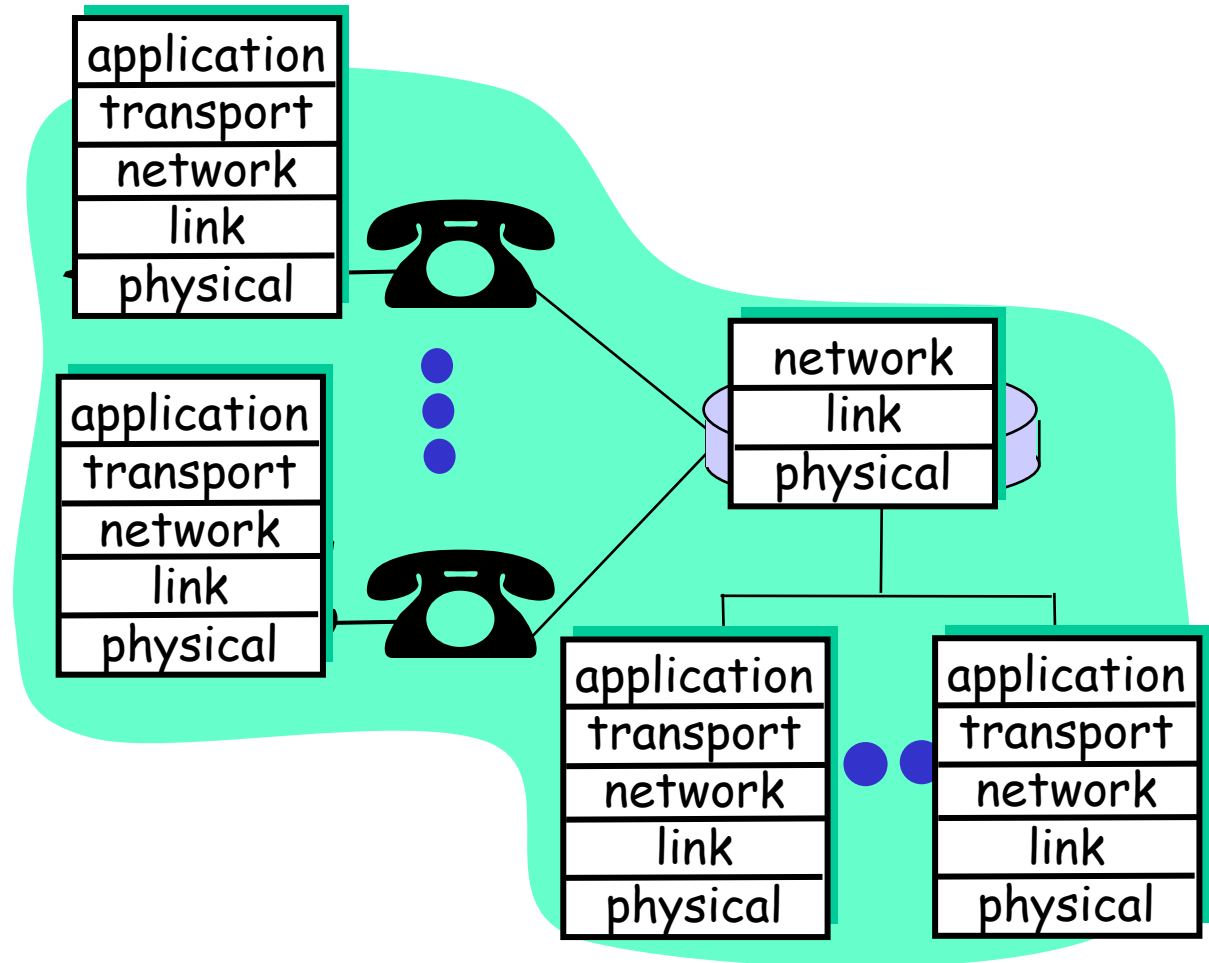 application
transport
network
link
physical
application
transport
network
link
physical
network
link
physical
application
transport
network
link
physical
application
transport
network
link
physical